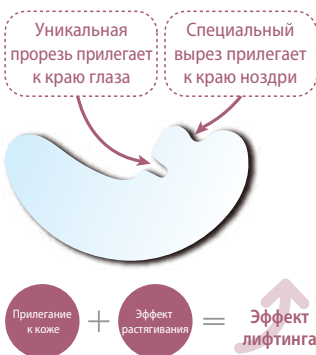 Уникальная
прорезь прилегает
к краю глаза
Специальный
вырез прилегает
к краю ноздри
Прилегание
к коже
+
Эффект
растягивания
=
Эффект
лифтинга